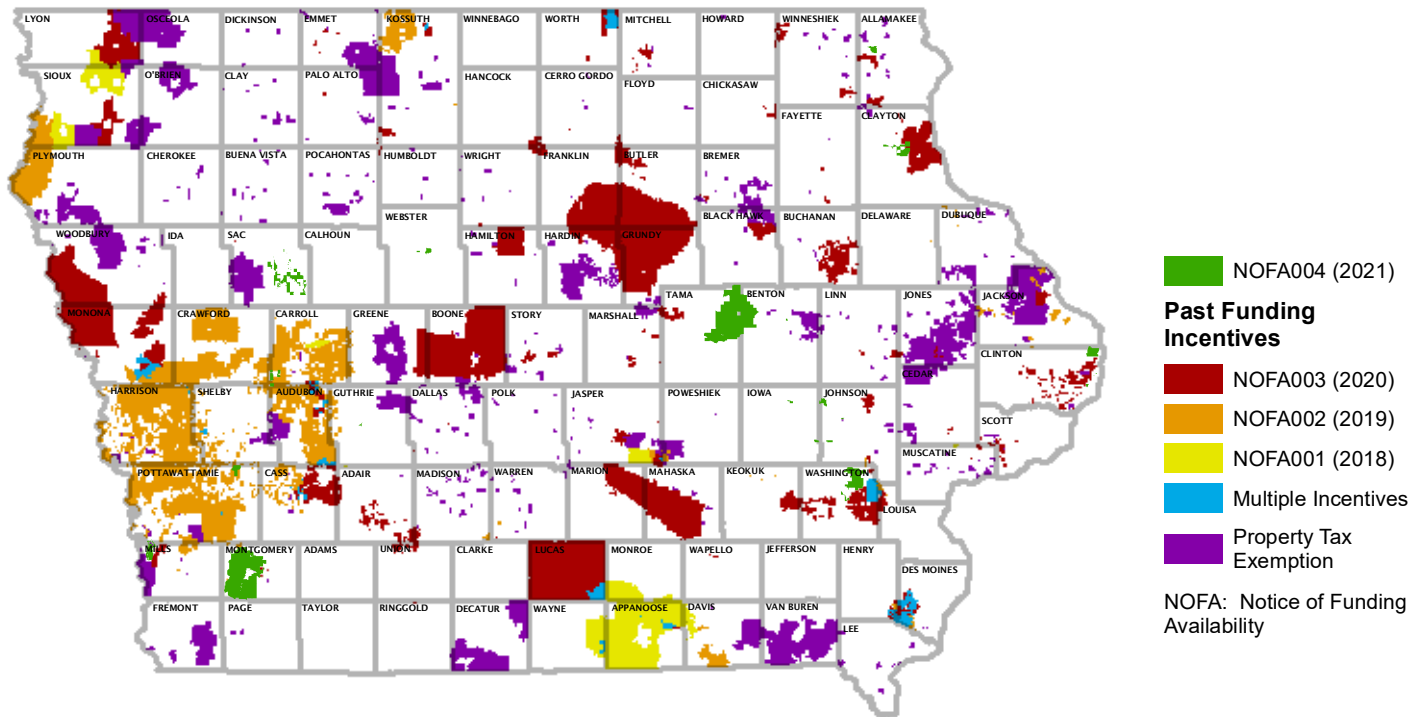 LYON OSCEOLA DICKINSON EMMET KOSSUTH WINNEBAGO WORTH MITCHELL HOWARD WINNESHIEK ALLAMAKEE
SIOUX O'BRIEN CLAY PALO ALTO HANCOCK CERRO GORDO FLOYD CHICKASAW
FAYETTE CLAYTON
PLYMOUTH CHEROKEE BUENA VISTA POCAHONTAS HUMBOLDT WRIGHT FRANKLIN BUTLER BREMER
WEBSTER BLACK HAWK BUCHANAN DELAWARE DUBUQUE
WOODBURY IDA SAC CALHOUN HAMILTON HARDIN GRUNDY
TAMA BENTON LINN JONES JACKSON
MONONA CRAWFORD CARROLL GREENE BOONE STORY MARSHALL
CLINTON
CEDAR
HARRISON SHELBY AUDUBON GUTHRIE DALLAS POLK JASPER POWESHIEK IOWA JOHNSON
SCOTT
MUSCATINE
POTTAWATTAMIE CASS ADAIR MADISON WARREN MARION MAHASKA KEOKUK WASHINGTON
LOUISA
MILLS MONTGOMERY ADAMS UNION CLARKE LUCAS MONROE WAPELLO JEFFERSON HENRY
DES MOINES
FREMONT PAGE TAYLOR RINGGOLD DECATUR WAYNE APPANOOSE DAVIS VAN BUREN
LEE
NOFA004 (2021)
Past Funding
Incentives
NOFA003 (2020)
NOFA002 (2019)
NOFA001 (2018)
Multiple Incentives
Property Tax
Exemption
NOFA: Notice of Funding
Availability